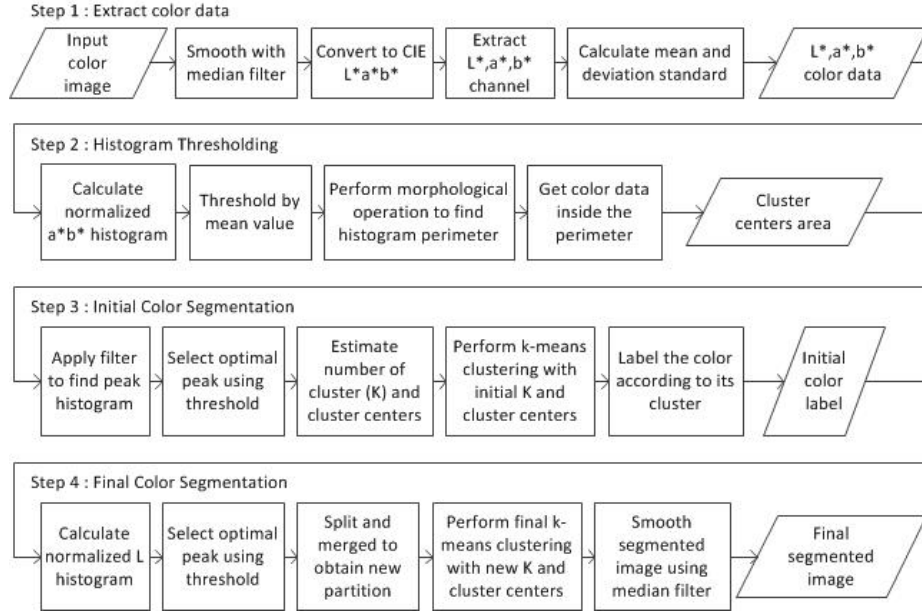 Step 1 : Extract color data
Input
color
image
Smooth with
median filter
Convert to CIE
L*a*b*
Extract
L*,a*,b*
channel
Calculate mean and
deviation standard
L*,a*,b*
color data
Step 2 : Histogram Thresholding
Calculate
normalized
a*b* histogram
Threshold by
mean value
Perform morphological
operation to find
histogram perimeter
Get color data
inside the
perimeter
Cluster
centers area
Step 3 : Initial Color Segmentation
Apply filter
to find peak
histogram
Select optimal
peak using
threshold
Estimate
number of
cluster (K) and
cluster centers
Perform k-means
clustering with
initial K and
cluster centers
Label the color
according to its
cluster
Initial
color
label
Step 4 : Final Color Segmentation
Calculate
normalized L
histogram
Select optimal
peak using
threshold
Split and
merged to
obtain new
partition
Perform final k-
means clustering
with new K and
cluster centers
Smooth
segmented
image using
median filter
Final
segmented
image